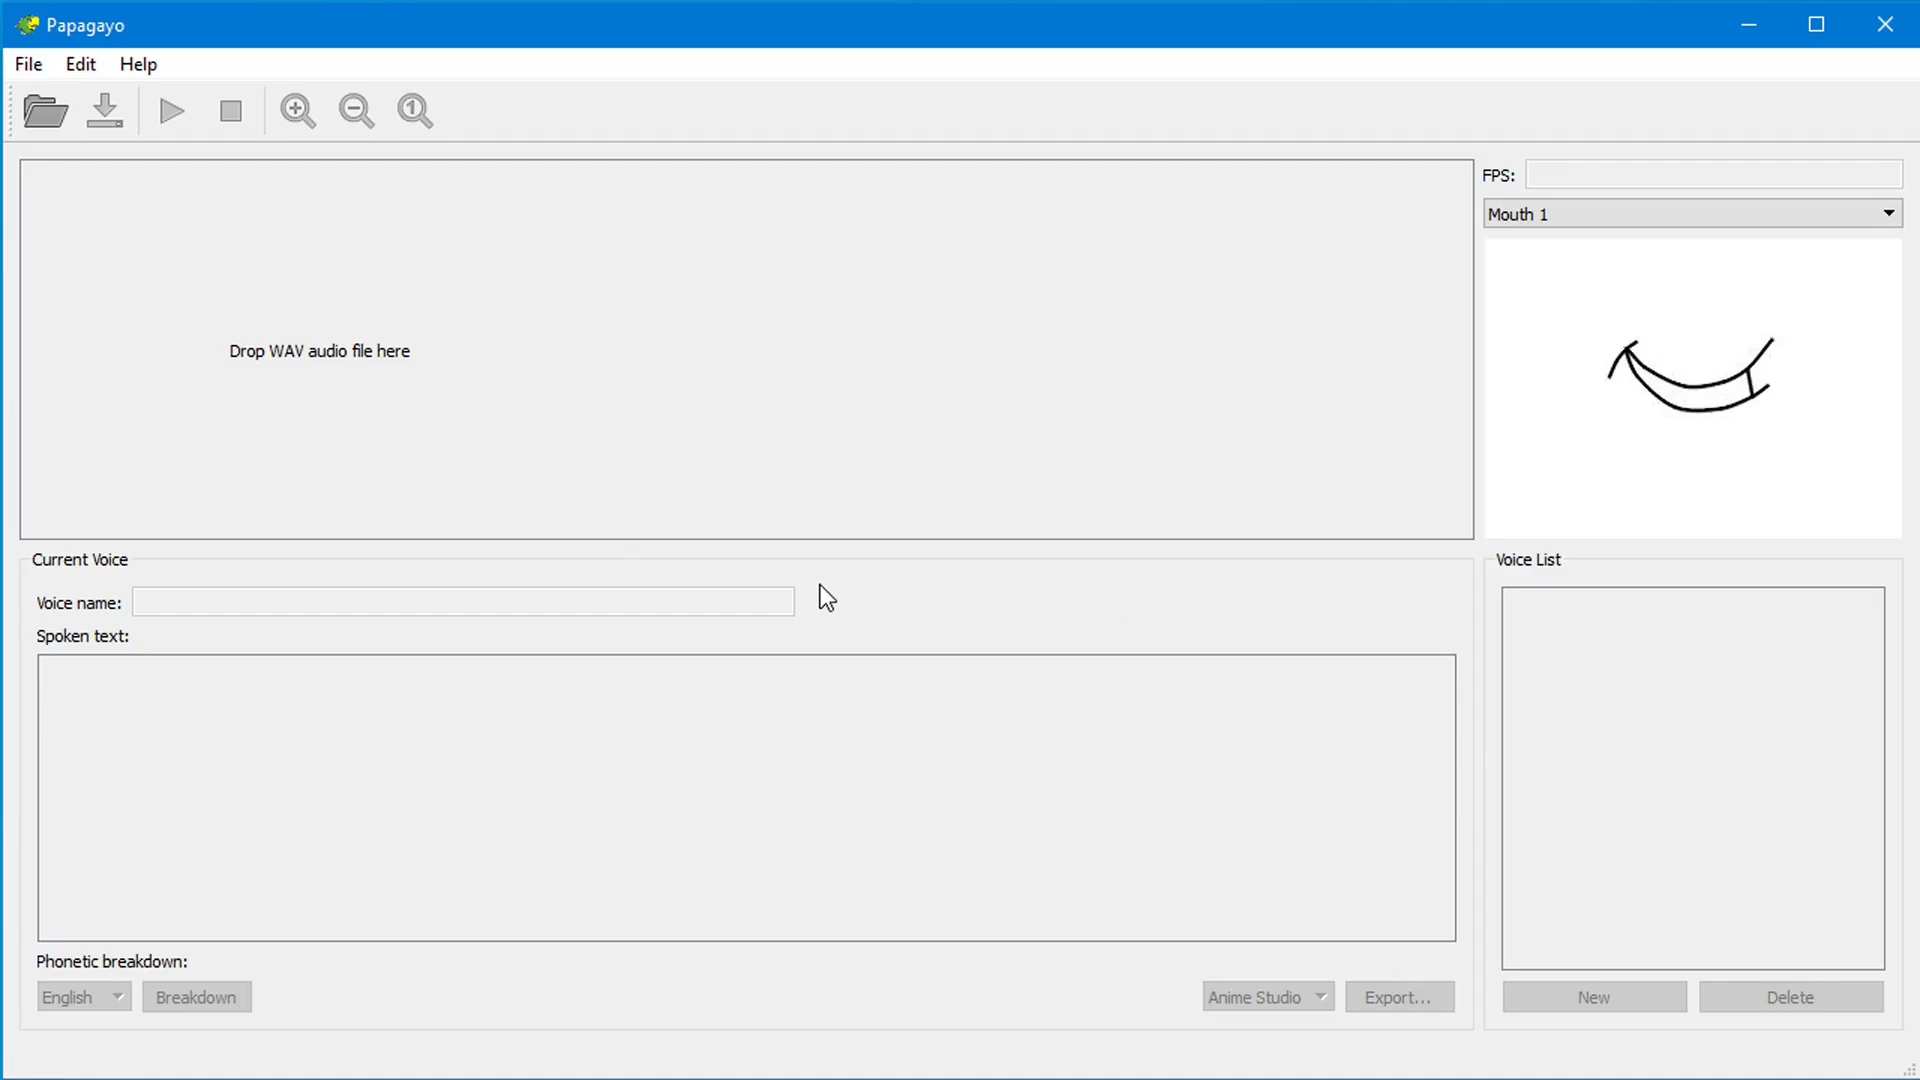 Papagayo
File Edit Help
1
FPS:
Mouth 1
Drop WAV audio file here
Current Voice
Voice name:
Spoken text:
Phonetic breakdown:
English Breakdown
Anime Studio Export...
Voice List
New Delete